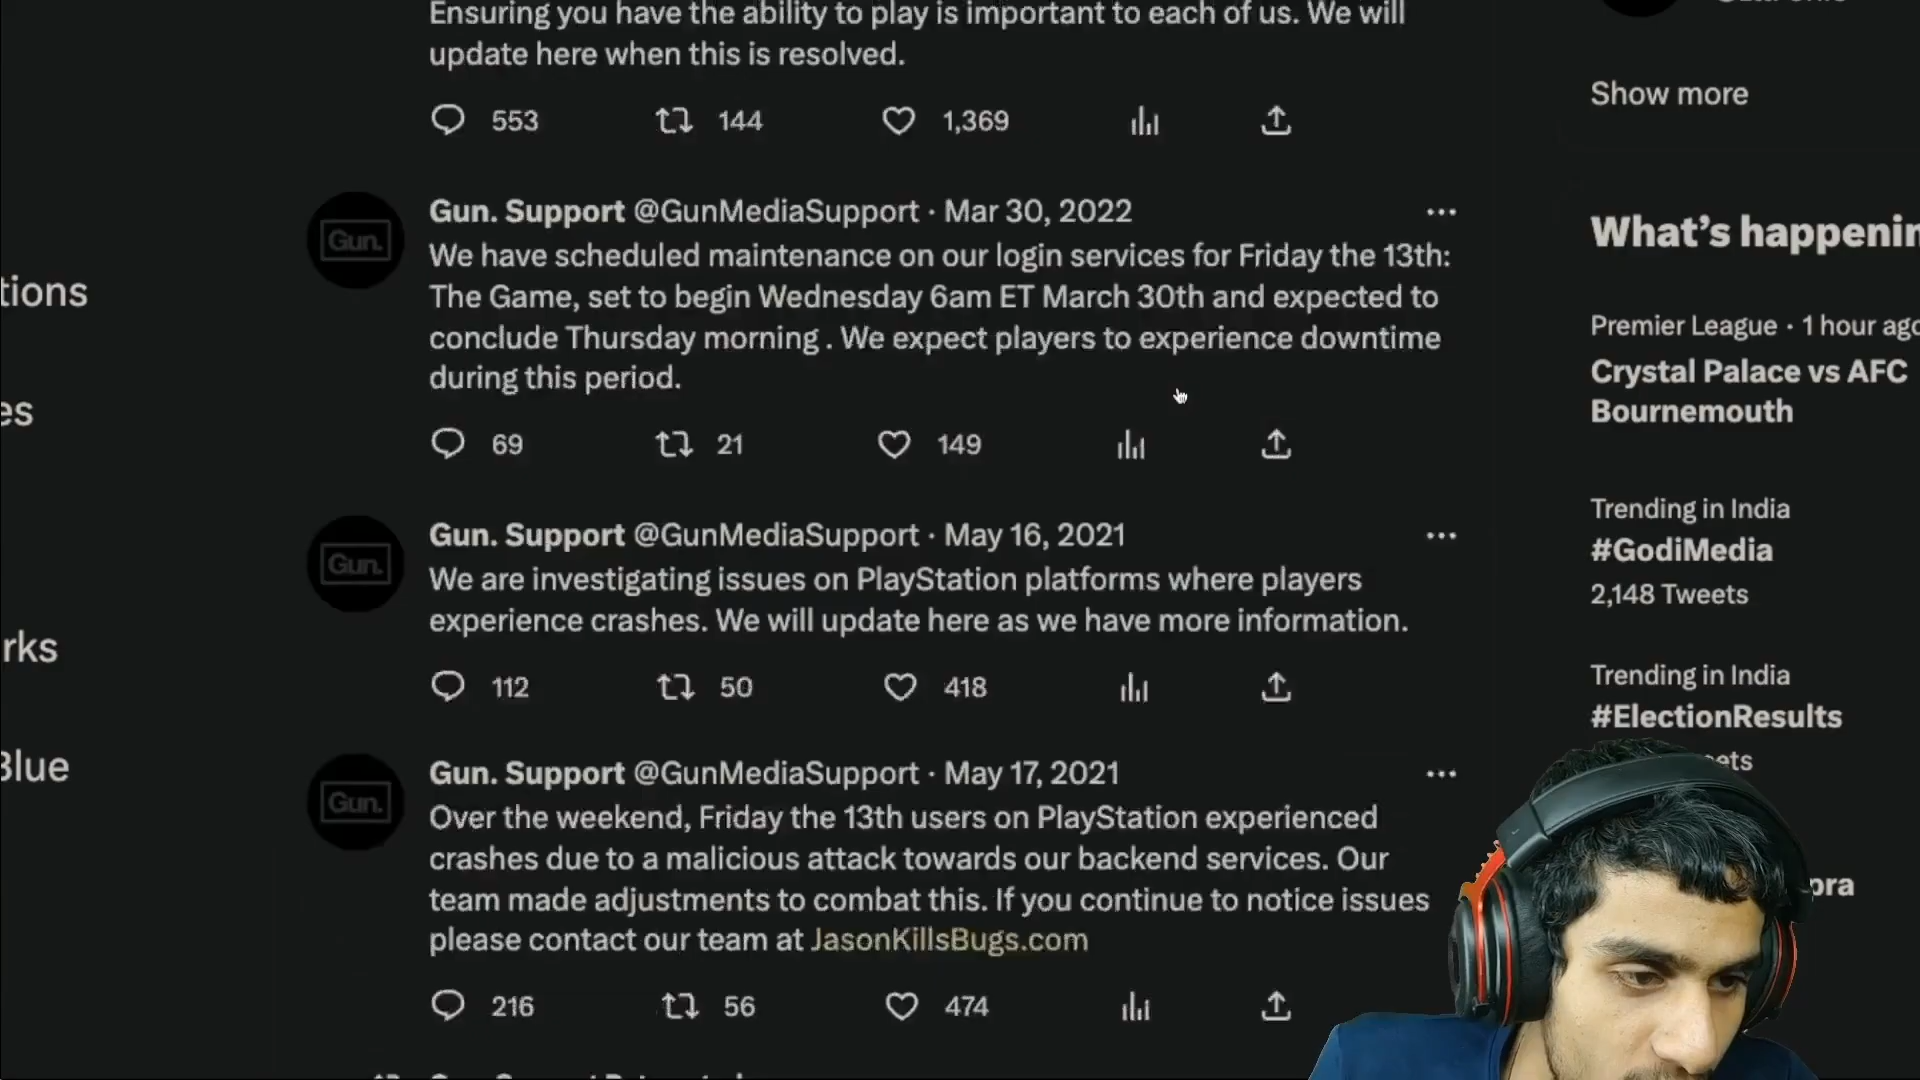 Ensuring you have the ability to play is important to each of us. We will
update here when this is resolved.
553 144 1,369
Show more
Gun.
Gun. Support @GunMediaSupport · Mar 30, 2022
We have scheduled maintenance on our login services for Friday the 13th:
The Game, set to begin Wednesday 6am ET March 30th and expected to
conclude Thursday morning . We expect players to experience downtime
during this period.
69 21 149
Gun.
Gun. Support @GunMediaSupport · May 16, 2021
We are investigating issues on PlayStation platforms where players
experience crashes. We will update here as we have more information.
112 50 418
Gun.
Gun. Support @GunMediaSupport · May 17, 2021
Over the weekend, Friday the 13th users on PlayStation experienced
crashes due to a malicious attack towards our backend services. Our
team made adjustments to combat this. If you continue to notice issues
please contact our team at JasonKillsBugs.com
216 56 474
tions
es
rks
Blue
What's happenin
Premier League · 1 hour ago
Crystal Palace vs AFC
Bournemouth
Trending in India
#GodiMedia
2,148 Tweets
Trending in India
#ElectionResults
ets
pra